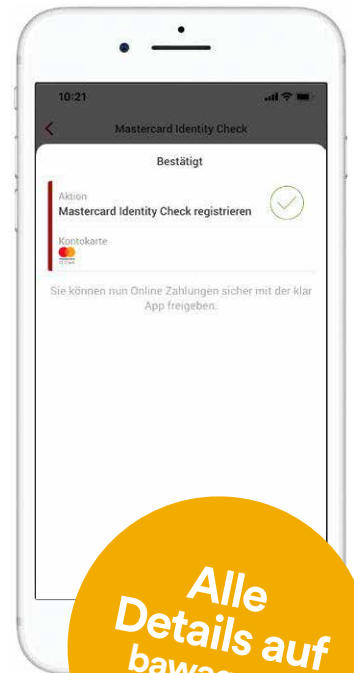 10:21
Mastercard Identity Check
Bestätigt
Aktion
Mastercard Identity Check registrieren
Kontokarte
Sie können nun Online Zahlungen sicher mit der klar
App freigeben.
Alle
Details auf